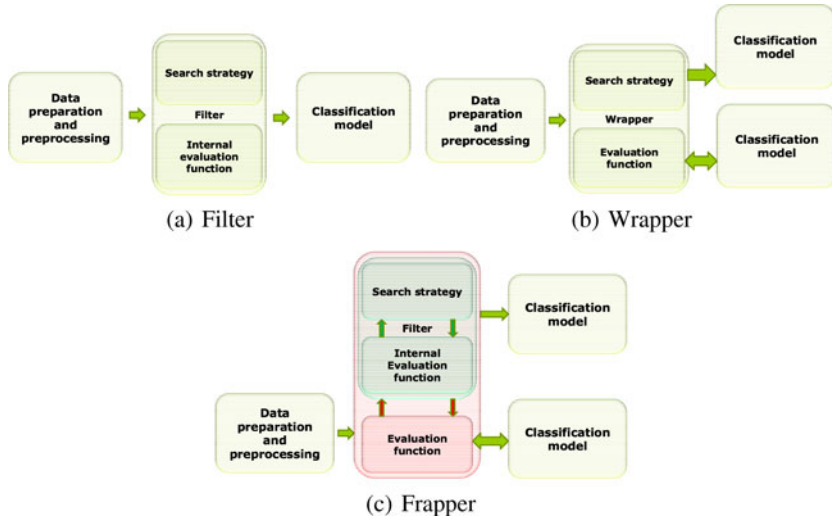 Data
preparation
and
preprocessing
Search strategy
Filter
Internal
evaluation
function
Classification
model
(a) Filter
Data
preparation
and
preprocessing
Search strategy
Wrapper
Evaluation
function
Classification
model
Classification
model
(b) Wrapper
Data
preparation
and
preprocessing
Search strategy
Filter
Internal
Evaluation
function
Evaluation
function
Classification
model
Classification
model
(c) Frapper